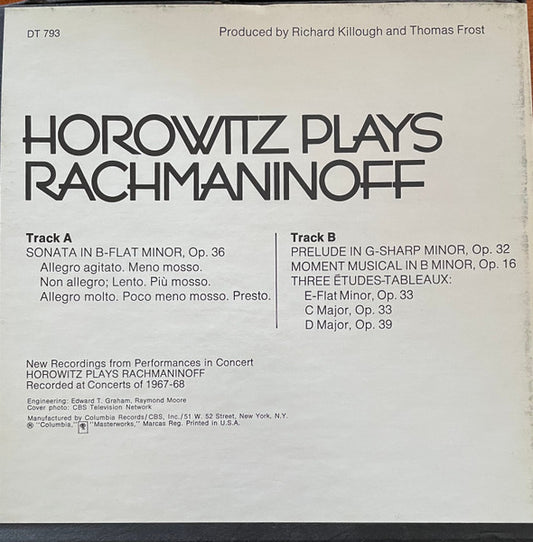 DT 793
Produced by Richard Killough and Thomas Frost
HOROWITZ PLAYS
RACHMANINOFF
Track A
SONATA IN B-FLAT MINOR, Op. 36
Allegro agitato. Meno mosso.
Non allegro; Lento. Più mosso.
Allegro molto. Poco meno mosso. Presto.
Track B
PRELUDE IN G-SHARP MINOR, Op. 32
MOMENT MUSICAL IN B MINOR, Op. 16
THREE ÉTUDES-TABLEAUX:
E-Flat Minor, Op. 33
C Major, Op. 33
D Major, Op. 39
New Recordings from Performances in Concert
HOROWITZ PLAYS RACHMANINOFF
Recorded at Concerts of 1967-68
Engineering: Edward T. Graham, Raymond Moore
Cover photo: CBS Television Network
Manufactured by Columbia Records/CBS, Inc./51 W. 52 Street, New York, N.Y.
® "Columbia," "Masterworks," Marcas Reg. Printed in U.S.A.